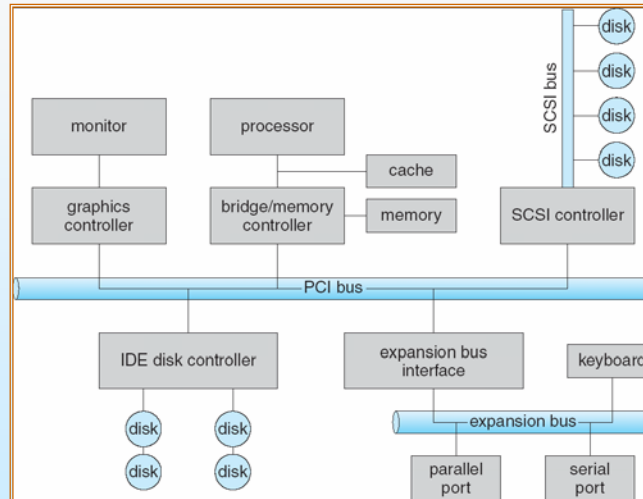 disk
disk
SCSI bus
disk
disk
monitor
processor
cache
graphics
controller
bridge/memory
controller
memory
SCSI controller
PCI bus
IDE disk controller
expansion bus
interface
keyboard
disk
disk
expansion bus
disk
disk
parallel
port
serial
port